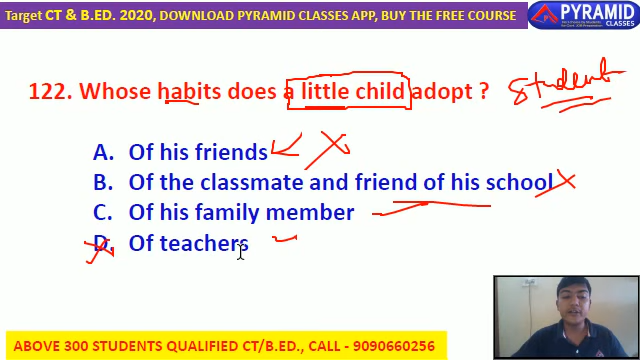 Target CT & B.ED. 2020, DOWNLOAD PYRAMID CLASSES APP, BUY THE FREE COURSE
PYRAMID
CLASSES
122. Whose habits does a little child adopt ?
Student
A. Of his friends
B. Of the classmate and friend of his school
C. Of his family member
D. Of teachers
ABOVE 300 STUDENTS QUALIFIED CT/B.ED., CALL - 9090660256